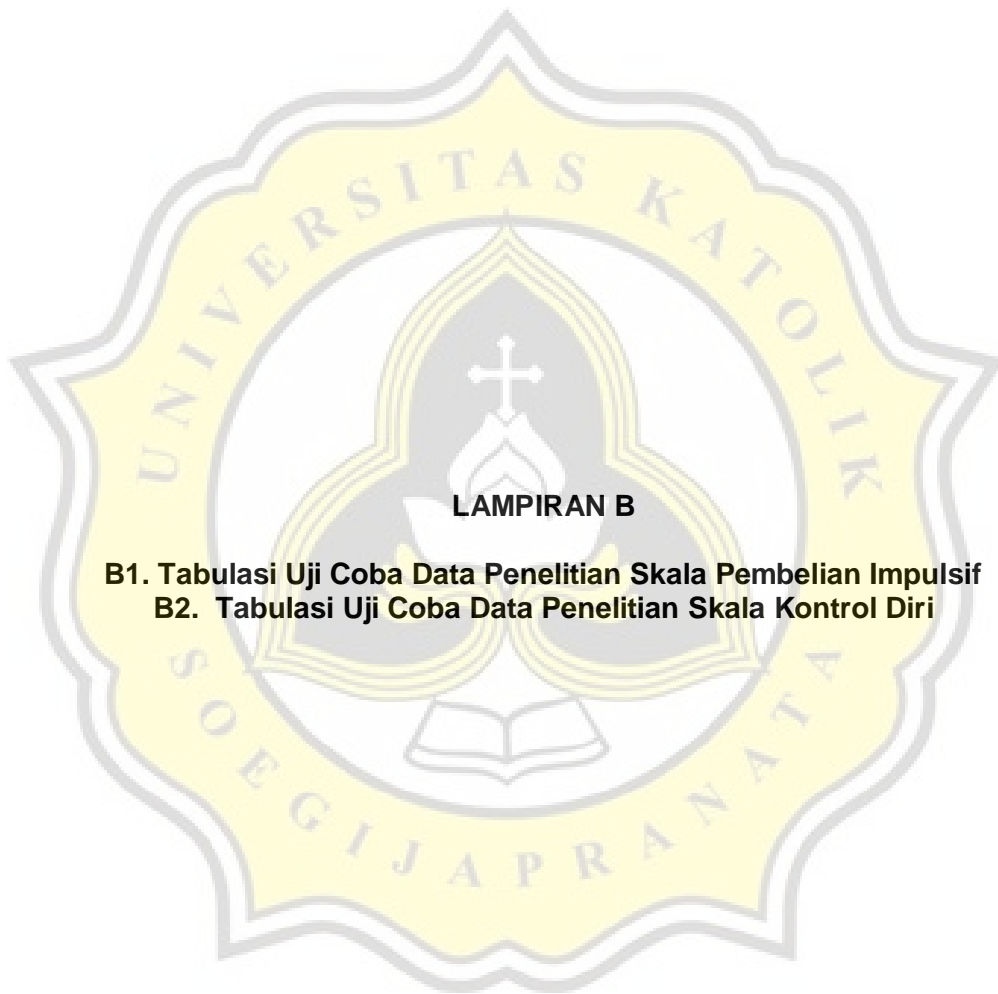 UNIVERSITAS KATOLIK
LAMPIRAN B
B1. Tabulasi Uji Coba Data Penelitian Skala Pembelian Impulsif
B2. Tabulasi Uji Coba Data Penelitian Skala Kontrol Diri
SOEGIJAPRANATA